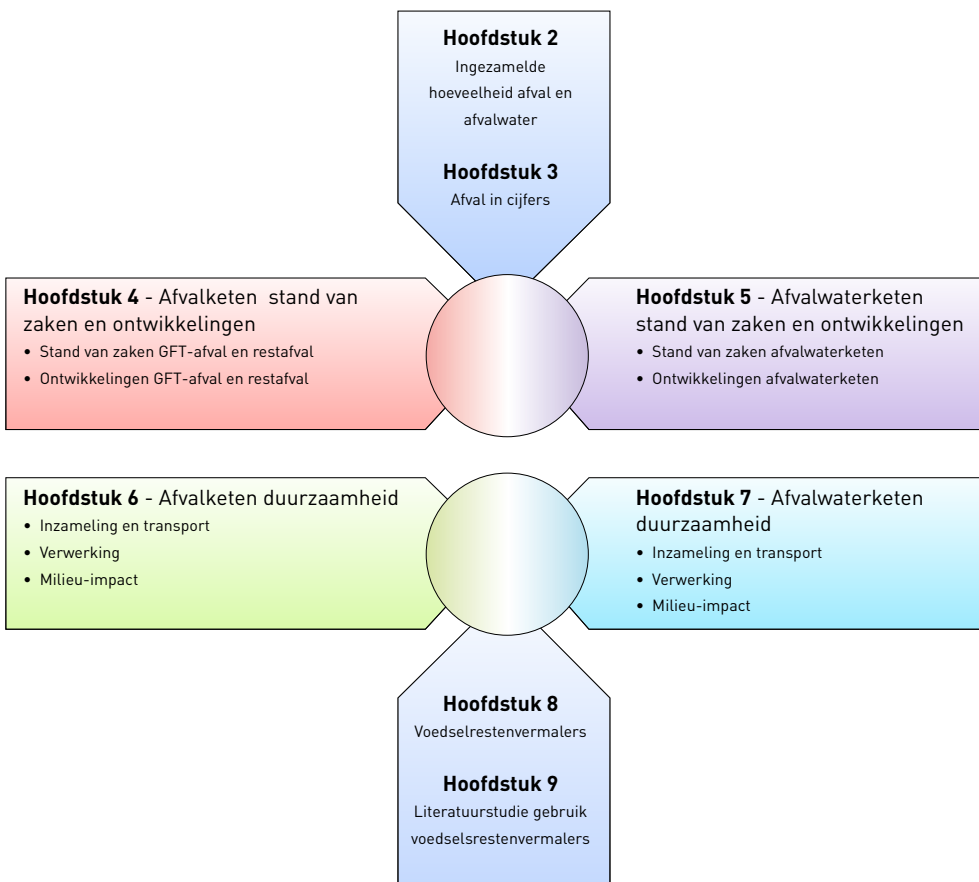 Hoofdstuk 2
Ingezamelde
hoeveelheid afval en
afvalwater
Hoofdstuk 3
Afval in cijfers
Hoofdstuk 4 - Afvalketen stand van
zaken en ontwikkelingen
• Stand van zaken GFT-afval en restafval
• Ontwikkelingen GFT-afval en restafval
Hoofdstuk 5 - Afvalwaterketen
stand van zaken en ontwikkelingen
• Stand van zaken afvalwaterketen
• Ontwikkelingen afvalwaterketen
Hoofdstuk 6 - Afvalketen duurzaamheid
• Inzameling en transport
• Verwerking
• Milieu-impact
Hoofdstuk 7 - Afvalwaterketen
duurzaamheid
• Inzameling en transport
• Verwerking
• Milieu-impact
Hoofdstuk 8
Voedselrestenvermalers
Hoofdstuk 9
Literatuurstudie gebruik
voedselsrestenvermalers